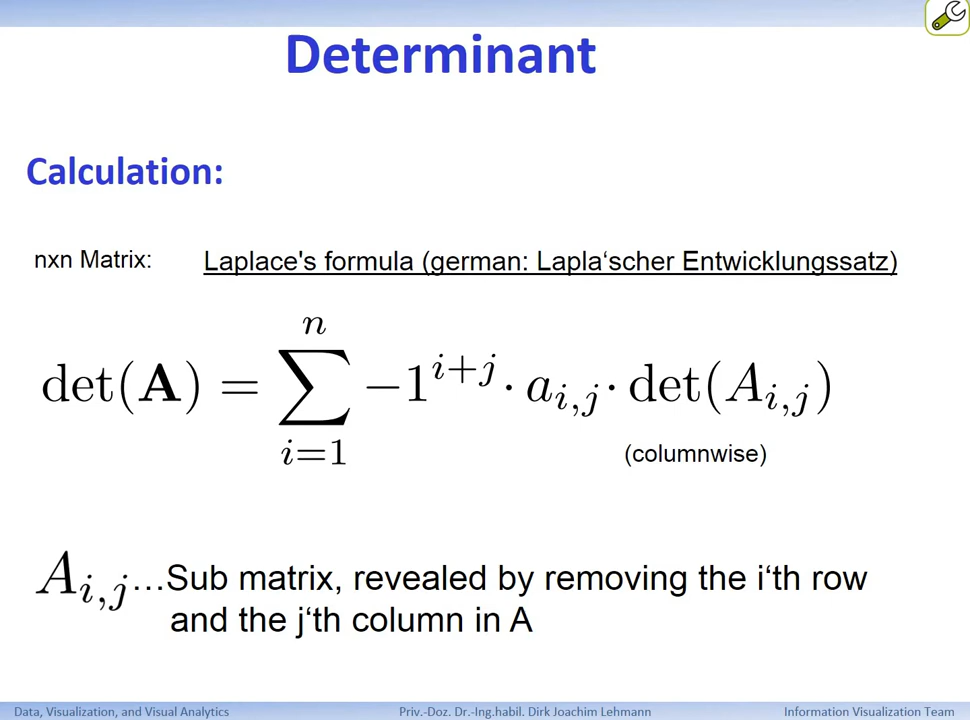 Determinant
Calculation:
nxn Matrix: Laplace's formula (german: Lapla‘scher Entwicklungssatz)
n
det(A) = ∑ −1^{i+j} · a_{i,j} · det(A_{i,j})
i=1
(columnwise)
A_{i,j} ...Sub matrix, revealed by removing the i‘th row
and the j‘th column in A
Data, Visualization, and Visual Analytics Priv.-Doz. Dr.-Ing.habil. Dirk Joachim Lehmann Information Visualization Team